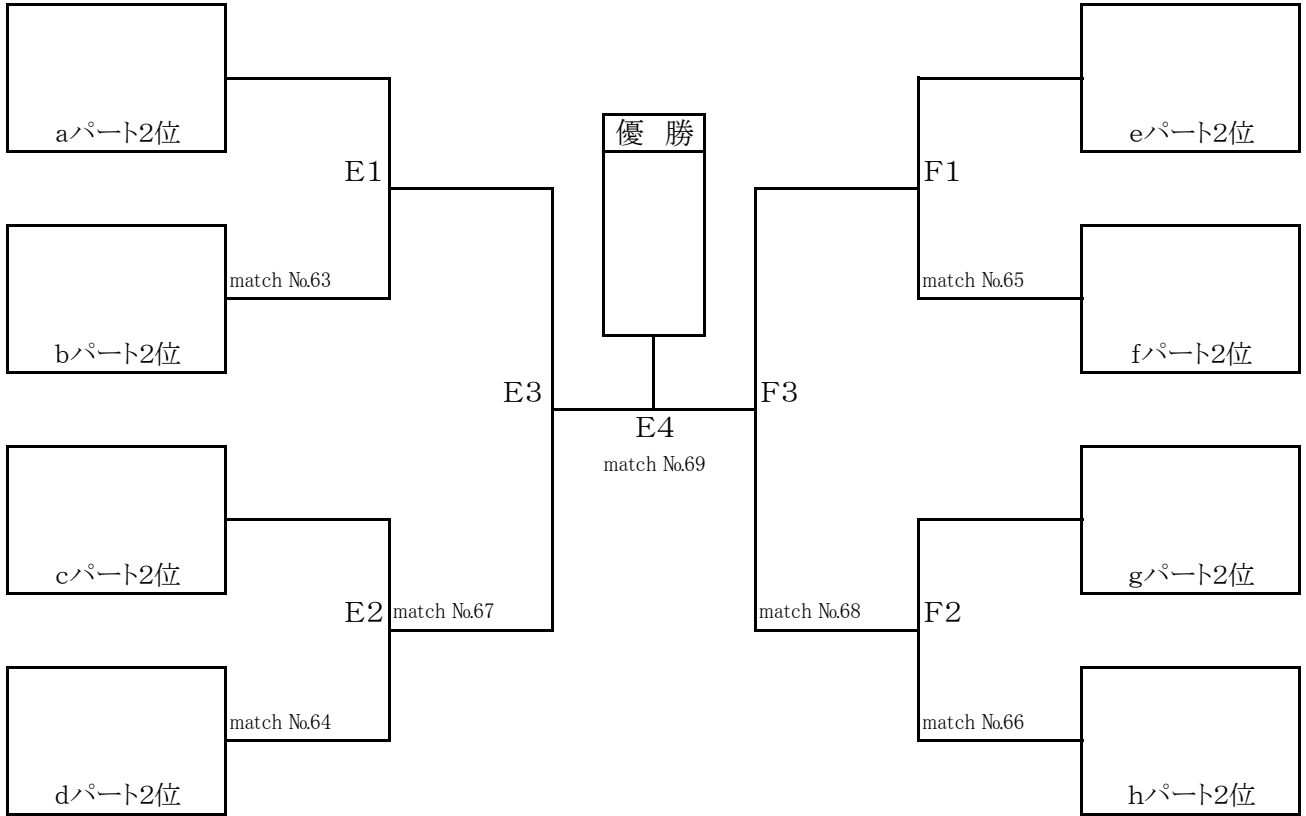 aパート2位
eパート2位
優 勝
E1
F1
match №63
match №65
bパート2位
fパート2位
E3
F3
E4
match №69
cパート2位
gパート2位
E2
match №67
match №68
F2
match №64
match №66
dパート2位
hパート2位